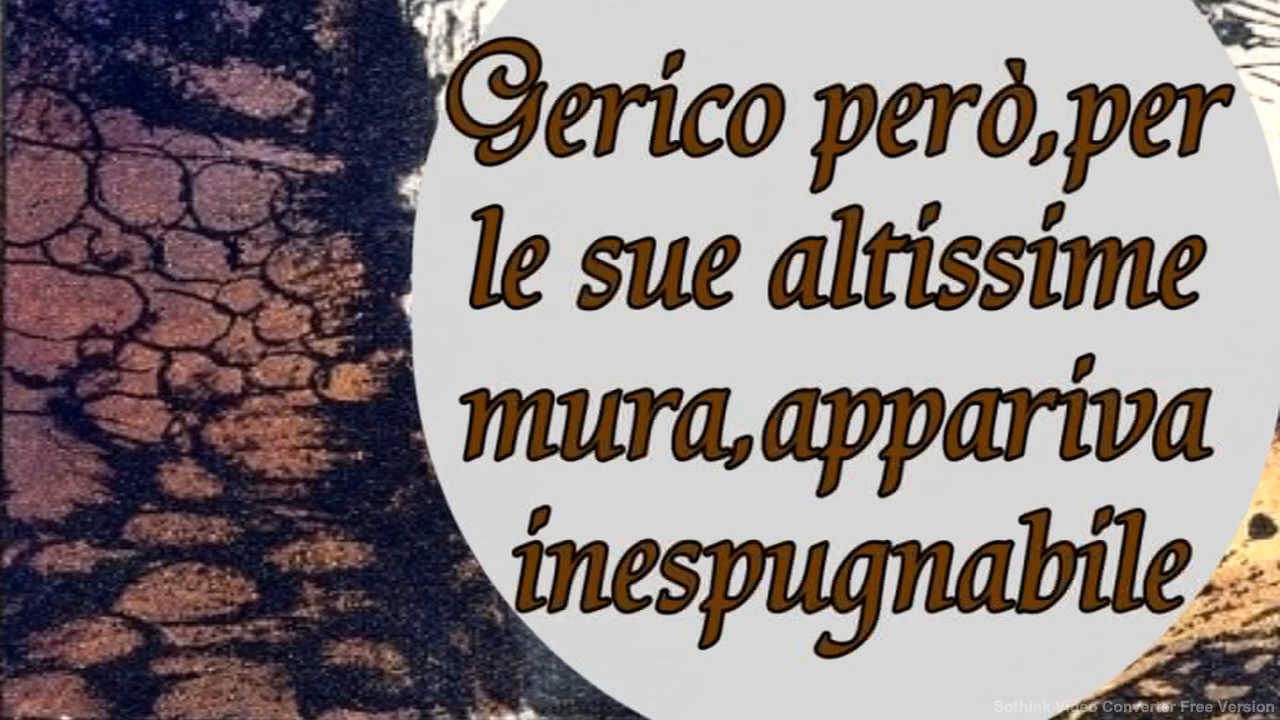 Gerico però,per
le sue altissime
mura,appariva
inespugnabile
Sothink Video Converter Free Version